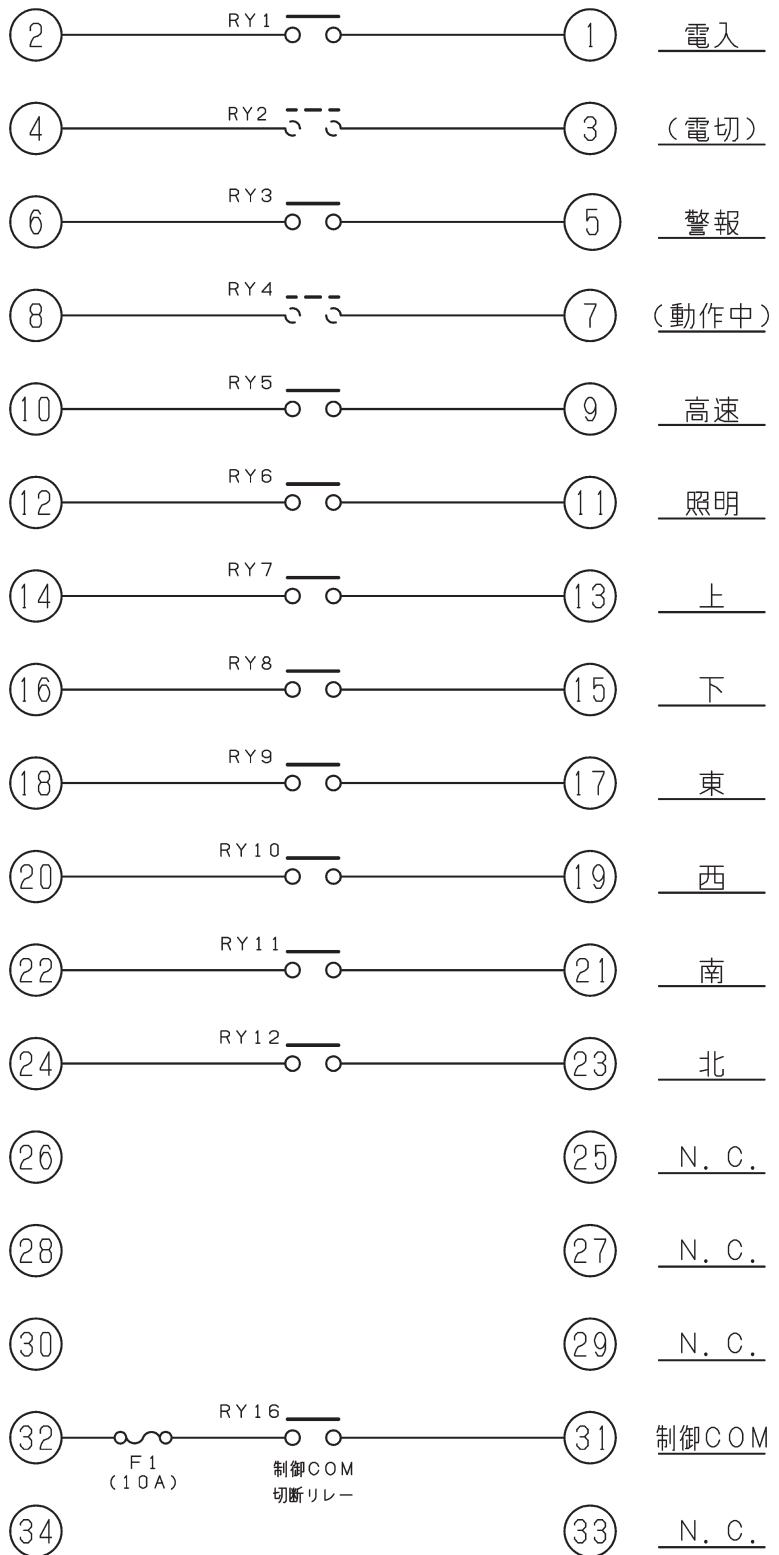 2 RY1 1 電入
4 RY2 3 (電切)
6 RY3 5 警報
8 RY4 7 (動作中)
10 RY5 9 高速
12 RY6 11 照明
14 RY7 13 上
16 RY8 15 下
18 RY9 17 東
20 RY10 19 西
22 RY11 21 南
24 RY12 23 北
26 25 N.C.
28 27 N.C.
30 29 N.C.
32 RY16 31 制御COM
F1 制御COM
(10A) 切断リレー
34 33 N.C.